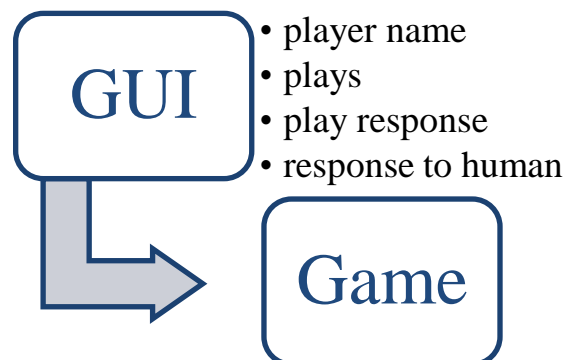 GUI
• player name
• plays
• play response
• response to human
Game